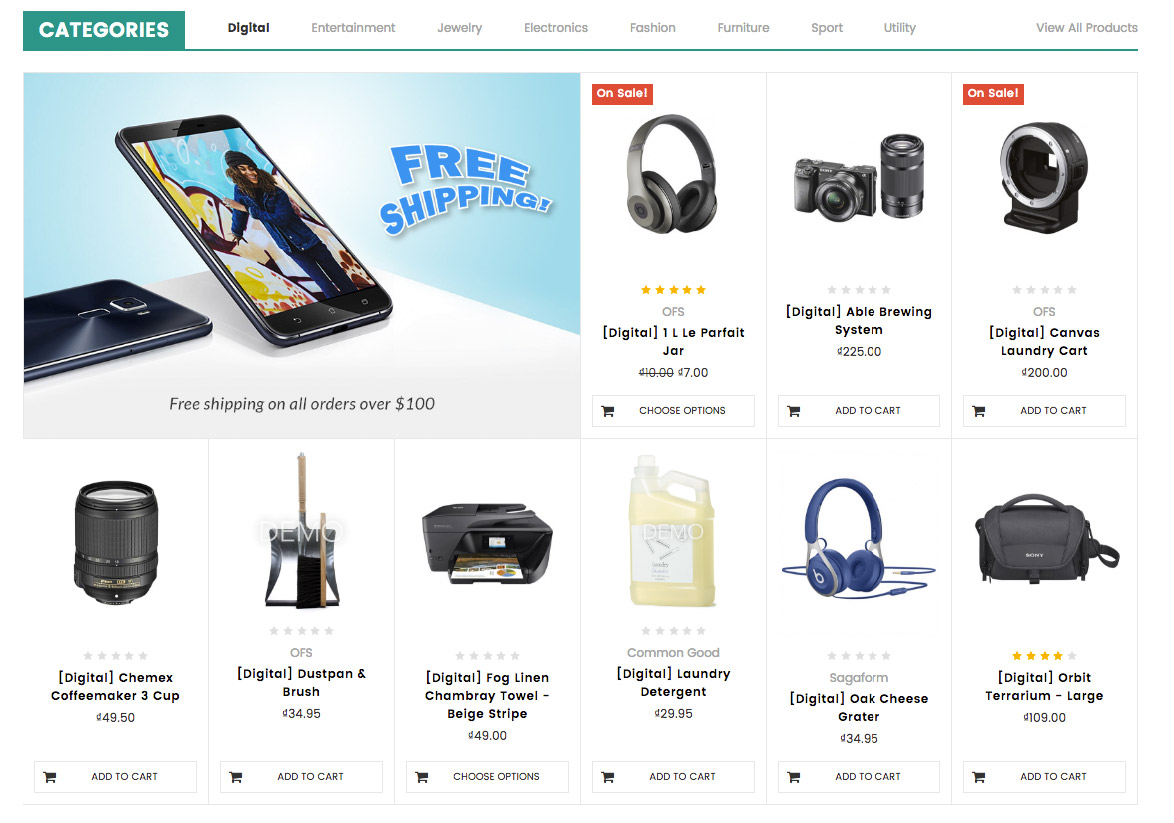 CATEGORIES
Digital
Entertainment
Jewelry
Electronics
Fashion
Furniture
Sport
Utility
View All Products
FREE
SHIPPING!
Free shipping on all orders over $100
On Sale!
OFS
[Digital] 1 L Le Parfait
Jar
₫10.00 ₫7.00
CHOOSE OPTIONS
[Digital] Able Brewing
System
₫225.00
ADD TO CART
On Sale!
OFS
[Digital] Canvas
Laundry Cart
₫200.00
ADD TO CART
[Digital] Chemex
Coffeemaker 3 Cup
₫49.50
ADD TO CART
DEMO
OFS
[Digital] Dustpan &
Brush
₫34.95
ADD TO CART
[Digital] Fog Linen
Chambray Towel -
Beige Stripe
₫49.00
CHOOSE OPTIONS
DEMO
laundry
Common Good
[Digital] Laundry
Detergent
₫29.95
ADD TO CART
b
Sagaform
[Digital] Oak Cheese
Grater
₫34.95
ADD TO CART
SONY
[Digital] Orbit
Terrarium - Large
₫109.00
ADD TO CART